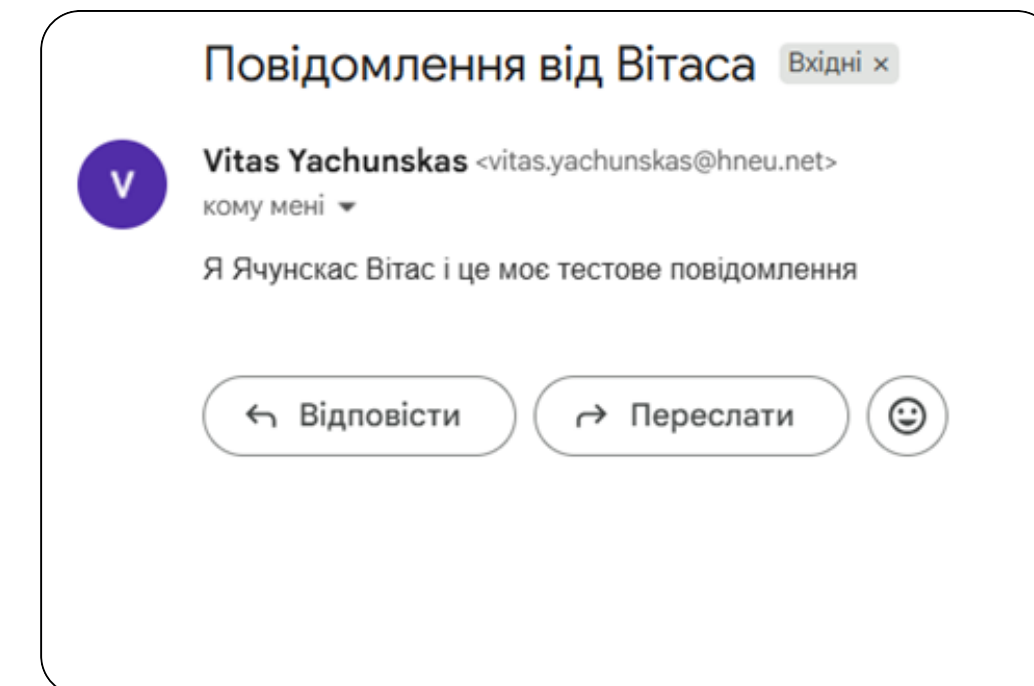 Повідомлення від Вітаса Вхідні ×
V
Vitas Yachunskas <vitas.yachunskas@hneu.net>
кому мені
Я Ячунскас Вітас і це моє тестове повідомлення
Відповісти Переслати